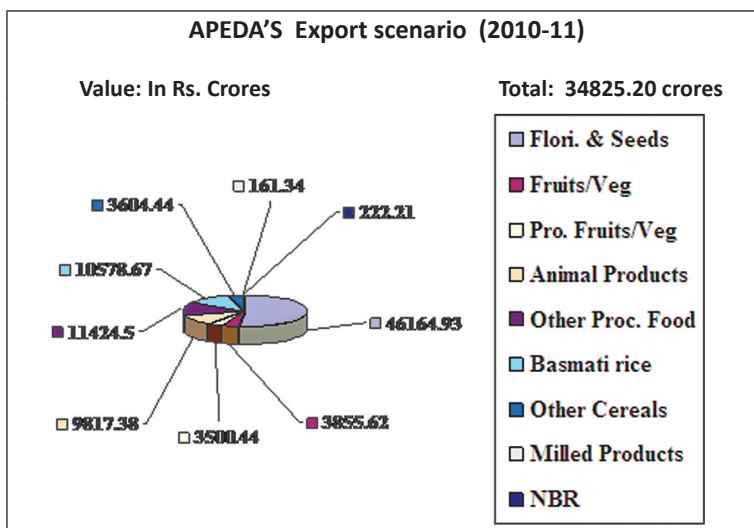 APEDA’S Export scenario (2010-11)
Value: In Rs. Crores
Total: 34825.20 crores
161.34
3604.44
222.21
10578.67
46164.93
11424.5
9817.38
3500.44
3855.62
Flori. & Seeds
Fruits/Veg
Pro. Fruits/Veg
Animal Products
Other Proc. Food
Basmati rice
Other Cereals
Milled Products
NBR